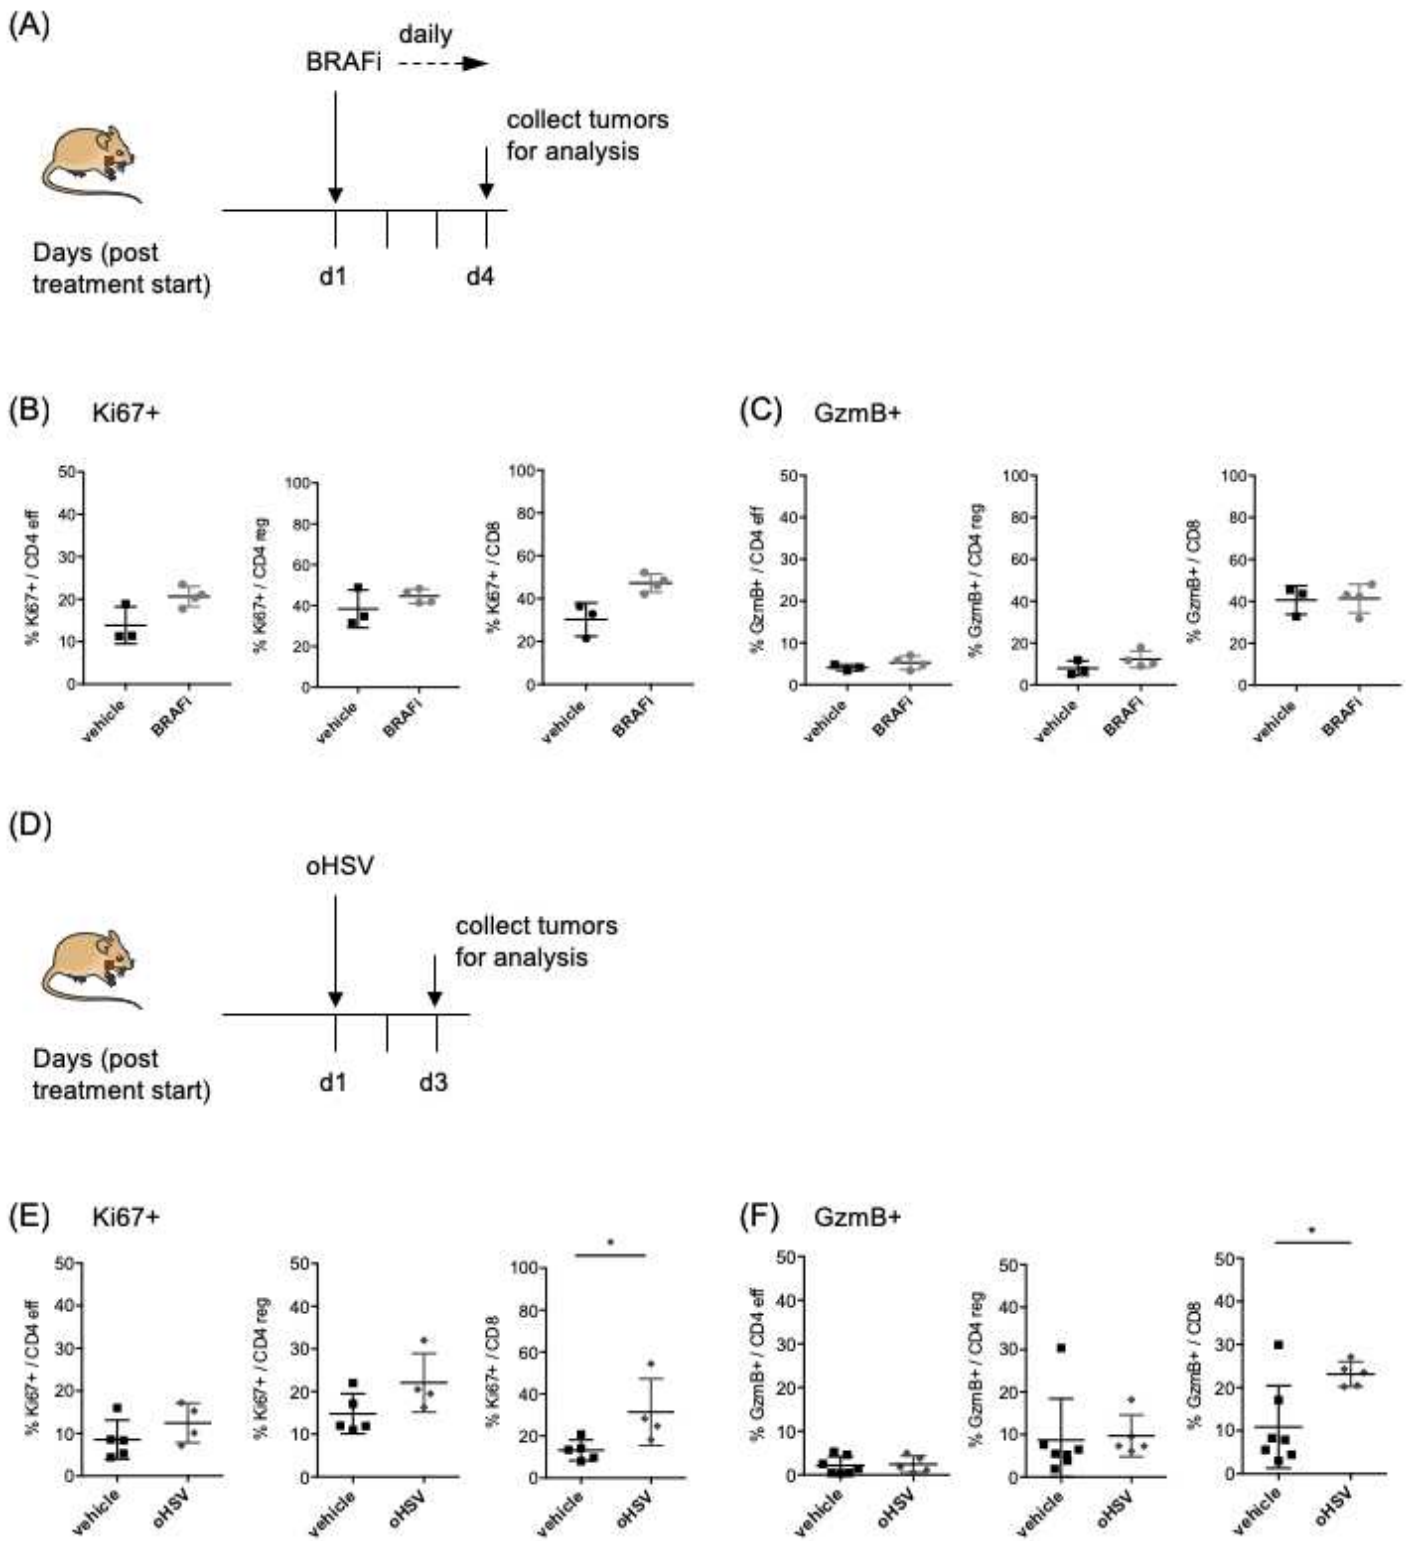 (A)
daily
BRAFi
collect tumors
for analysis
Days (post
treatment start)
d1
d4
(B)
Ki67+
% Ki67+ / CD4 eff
50
40
30
20
10
0
vehicle
BRAFi
% Ki67+ / CD4 reg
100
80
60
40
20
0
vehicle
BRAFi
% Ki67+ / CD8
100
80
60
40
20
0
vehicle
BRAFi
(C)
GzmB+
% GzmB+ / CD4 eff
50
40
30
20
10
0
vehicle
BRAFi
% GzmB+ / CD4 reg
100
80
60
40
20
0
vehicle
BRAFi
% GzmB+ / CD8
100
80
60
40
20
0
vehicle
BRAFi
(D)
oHSV
collect tumors
for analysis
Days (post
treatment start)
d1
d3
(E)
Ki67+
% Ki67+ / CD4 eff
50
40
30
20
10
0
vehicle
oHSV
% Ki67+ / CD4 reg
50
40
30
20
10
0
vehicle
oHSV
% Ki67+ / CD8
100
80
60
40
20
0
*
vehicle
oHSV
(F)
GzmB+
% GzmB+ / CD4 eff
50
40
30
20
10
0
vehicle
oHSV
% GzmB+ / CD4 reg
50
40
30
20
10
0
vehicle
oHSV
% GzmB+ / CD8
50
40
30
20
10
0
*
vehicle
oHSV